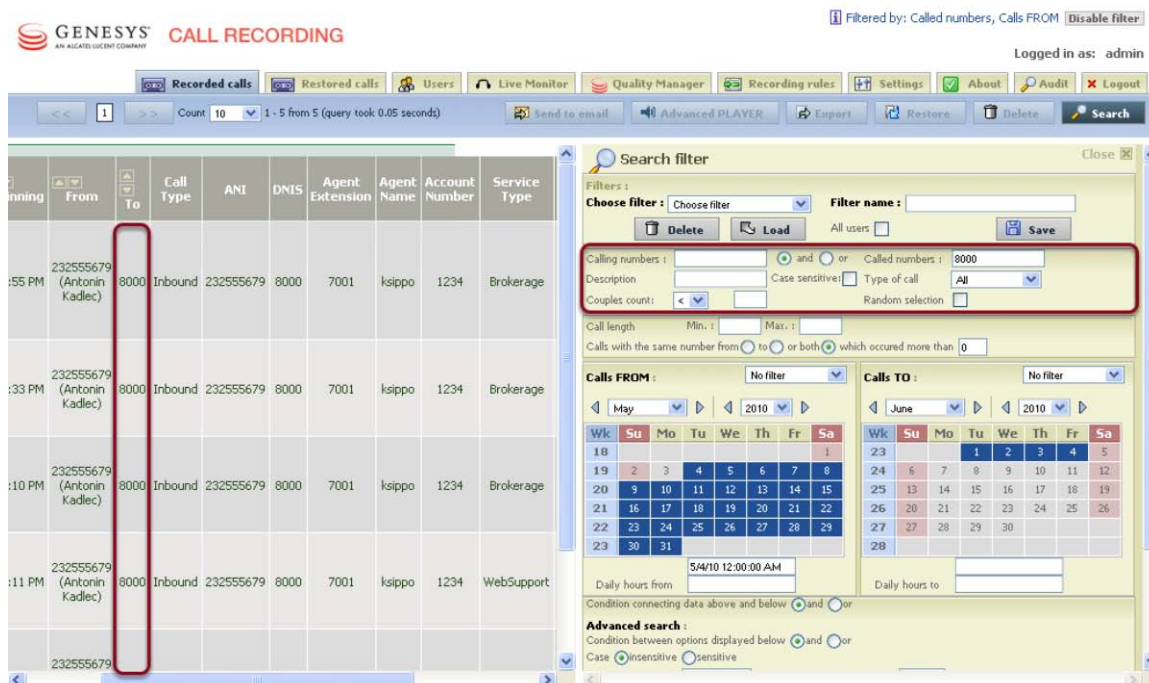 Filtered by: Called numbers, Calls FROM Disable filter
GENESYS
AN ALCATEL-LUCENT COMPANY
CALL RECORDING
Logged in as: admin
Recorded calls Restored calls Users Live Monitor Quality Manager Recording rules Settings About Audit Logout
<< 1 >> Count 10 1 - 5 from 5 (query took 0.05 seconds) Send to email Advanced PLAYER Export Restore Delete Search
inning From To Call Type ANI DNIS Agent Extension Agent Name Account Number Service Type
:55 PM 232555679 (Antonin Kadlec) 8000 Inbound 232555679 8000 7001 ksippo 1234 Brokerage
:33 PM 232555679 (Antonin Kadlec) 8000 Inbound 232555679 8000 7001 ksippo 1234 Brokerage
:10 PM 232555679 (Antonin Kadlec) 8000 Inbound 232555679 8000 7001 ksippo 1234 Brokerage
:11 PM 232555679 (Antonin Kadlec) 8000 Inbound 232555679 8000 7001 ksippo 1234 WebSupport
232555679
Search filter Close
Filters :
Choose filter : Choose filter Filter name :
Delete Load All users Save
Calling numbers : and or Called numbers : 8000
Description Case sensitive: Type of call All
Couples count: < Random selection
Call length Min. : Max. :
Calls with the same number from to or both which occured more than 0
Calls FROM : No filter
May 2010
Wk Su Mo Tu We Th Fr Sa
18 1
19 2 3 4 5 6 7 8
20 9 10 11 12 13 14 15
21 16 17 18 19 20 21 22
22 23 24 25 26 27 28 29
23 30 31
5/4/10 12:00:00 AM
Daily hours from
Calls TO : No filter
June 2010
Wk Su Mo Tu We Th Fr Sa
23 1 2 3 4 5
24 6 7 8 9 10 11 12
25 13 14 15 16 17 18 19
26 20 21 22 23 24 25 26
27 27 28 29 30
28
Daily hours to
Condition connecting data above and below and or
Advanced search :
Condition between options displayed below and or
Case insensitive sensitive